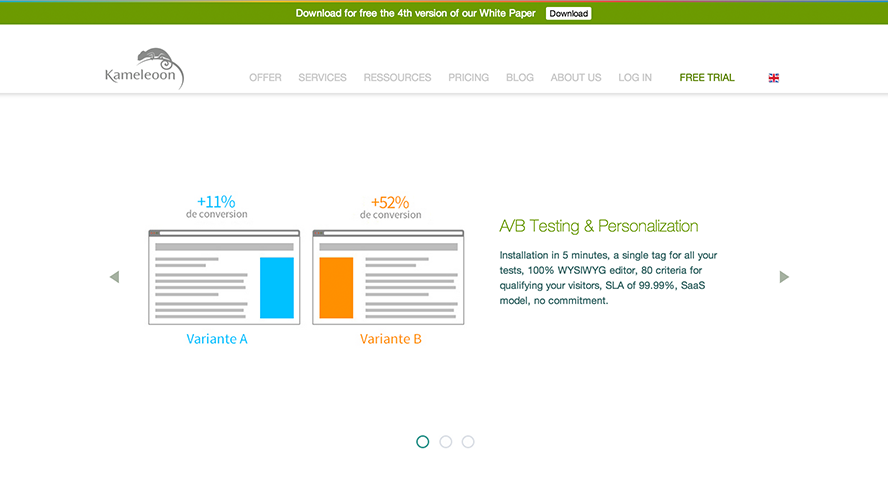 Download for free the 4th version of our White Paper Download
Kameleoon
OFFER SERVICES RESSOURCES PRICING BLOG ABOUT US LOG IN FREE TRIAL
+11%
de conversion
+52%
de conversion
Variante A
Variante B
A/B Testing & Personalization
Installation in 5 minutes, a single tag for all your
tests, 100% WYSIWYG editor, 80 criteria for
qualifying your visitors, SLA of 99.99%, SaaS
model, no commitment.